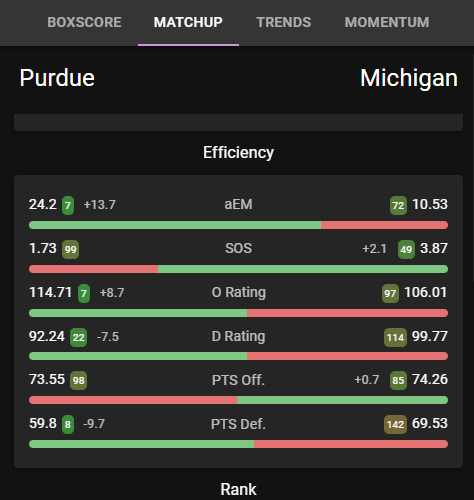 BOXSCORE MATCHUP TRENDS MOMENTUM
Purdue Michigan
Efficiency
24.2 7 +13.7 aEM 72 10.53
1.73 99 SOS +2.1 49 3.87
114.71 7 +8.7 O Rating 97 106.01
92.24 22 -7.5 D Rating 114 99.77
73.55 98 PTS Off. +0.7 85 74.26
59.8 8 -9.7 PTS Def. 142 69.53
Rank